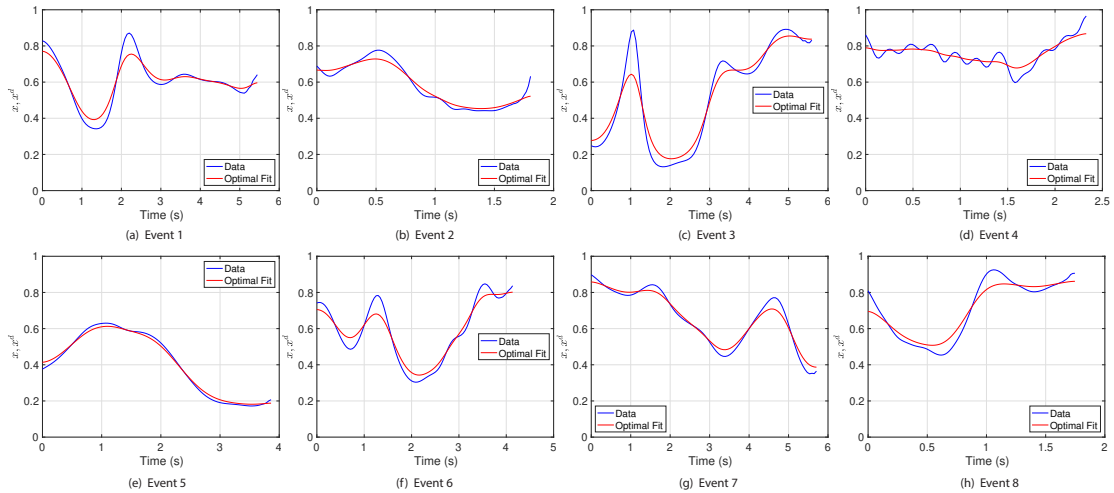 1
0.8
0.6
0.4
0.2
0
x, x^d
Data
Optimal Fit
0 1 2 3 4 5 6
Time (s)
(a) Event 1
1
0.8
0.6
0.4
0.2
0
x, x^d
Data
Optimal Fit
0 0.5 1 1.5 2
Time (s)
(b) Event 2
1
0.8
0.6
0.4
0.2
0
x, x^d
Data
Optimal Fit
0 1 2 3 4 5 6
Time (s)
(c) Event 3
1
0.8
0.6
0.4
0.2
0
x, x^d
Data
Optimal Fit
0 0.5 1 1.5 2 2.5
Time (s)
(d) Event 4
1
0.8
0.6
0.4
0.2
0
x, x^d
Data
Optimal Fit
0 1 2 3 4
Time (s)
(e) Event 5
1
0.8
0.6
0.4
0.2
0
x, x^d
Data
Optimal Fit
0 1 2 3 4 5
Time (s)
(f) Event 6
1
0.8
0.6
0.4
0.2
0
x, x^d
Data
Optimal Fit
0 1 2 3 4 5 6
Time (s)
(g) Event 7
1
0.8
0.6
0.4
0.2
0
x, x^d
Data
Optimal Fit
0 0.5 1 1.5 2
Time (s)
(h) Event 8